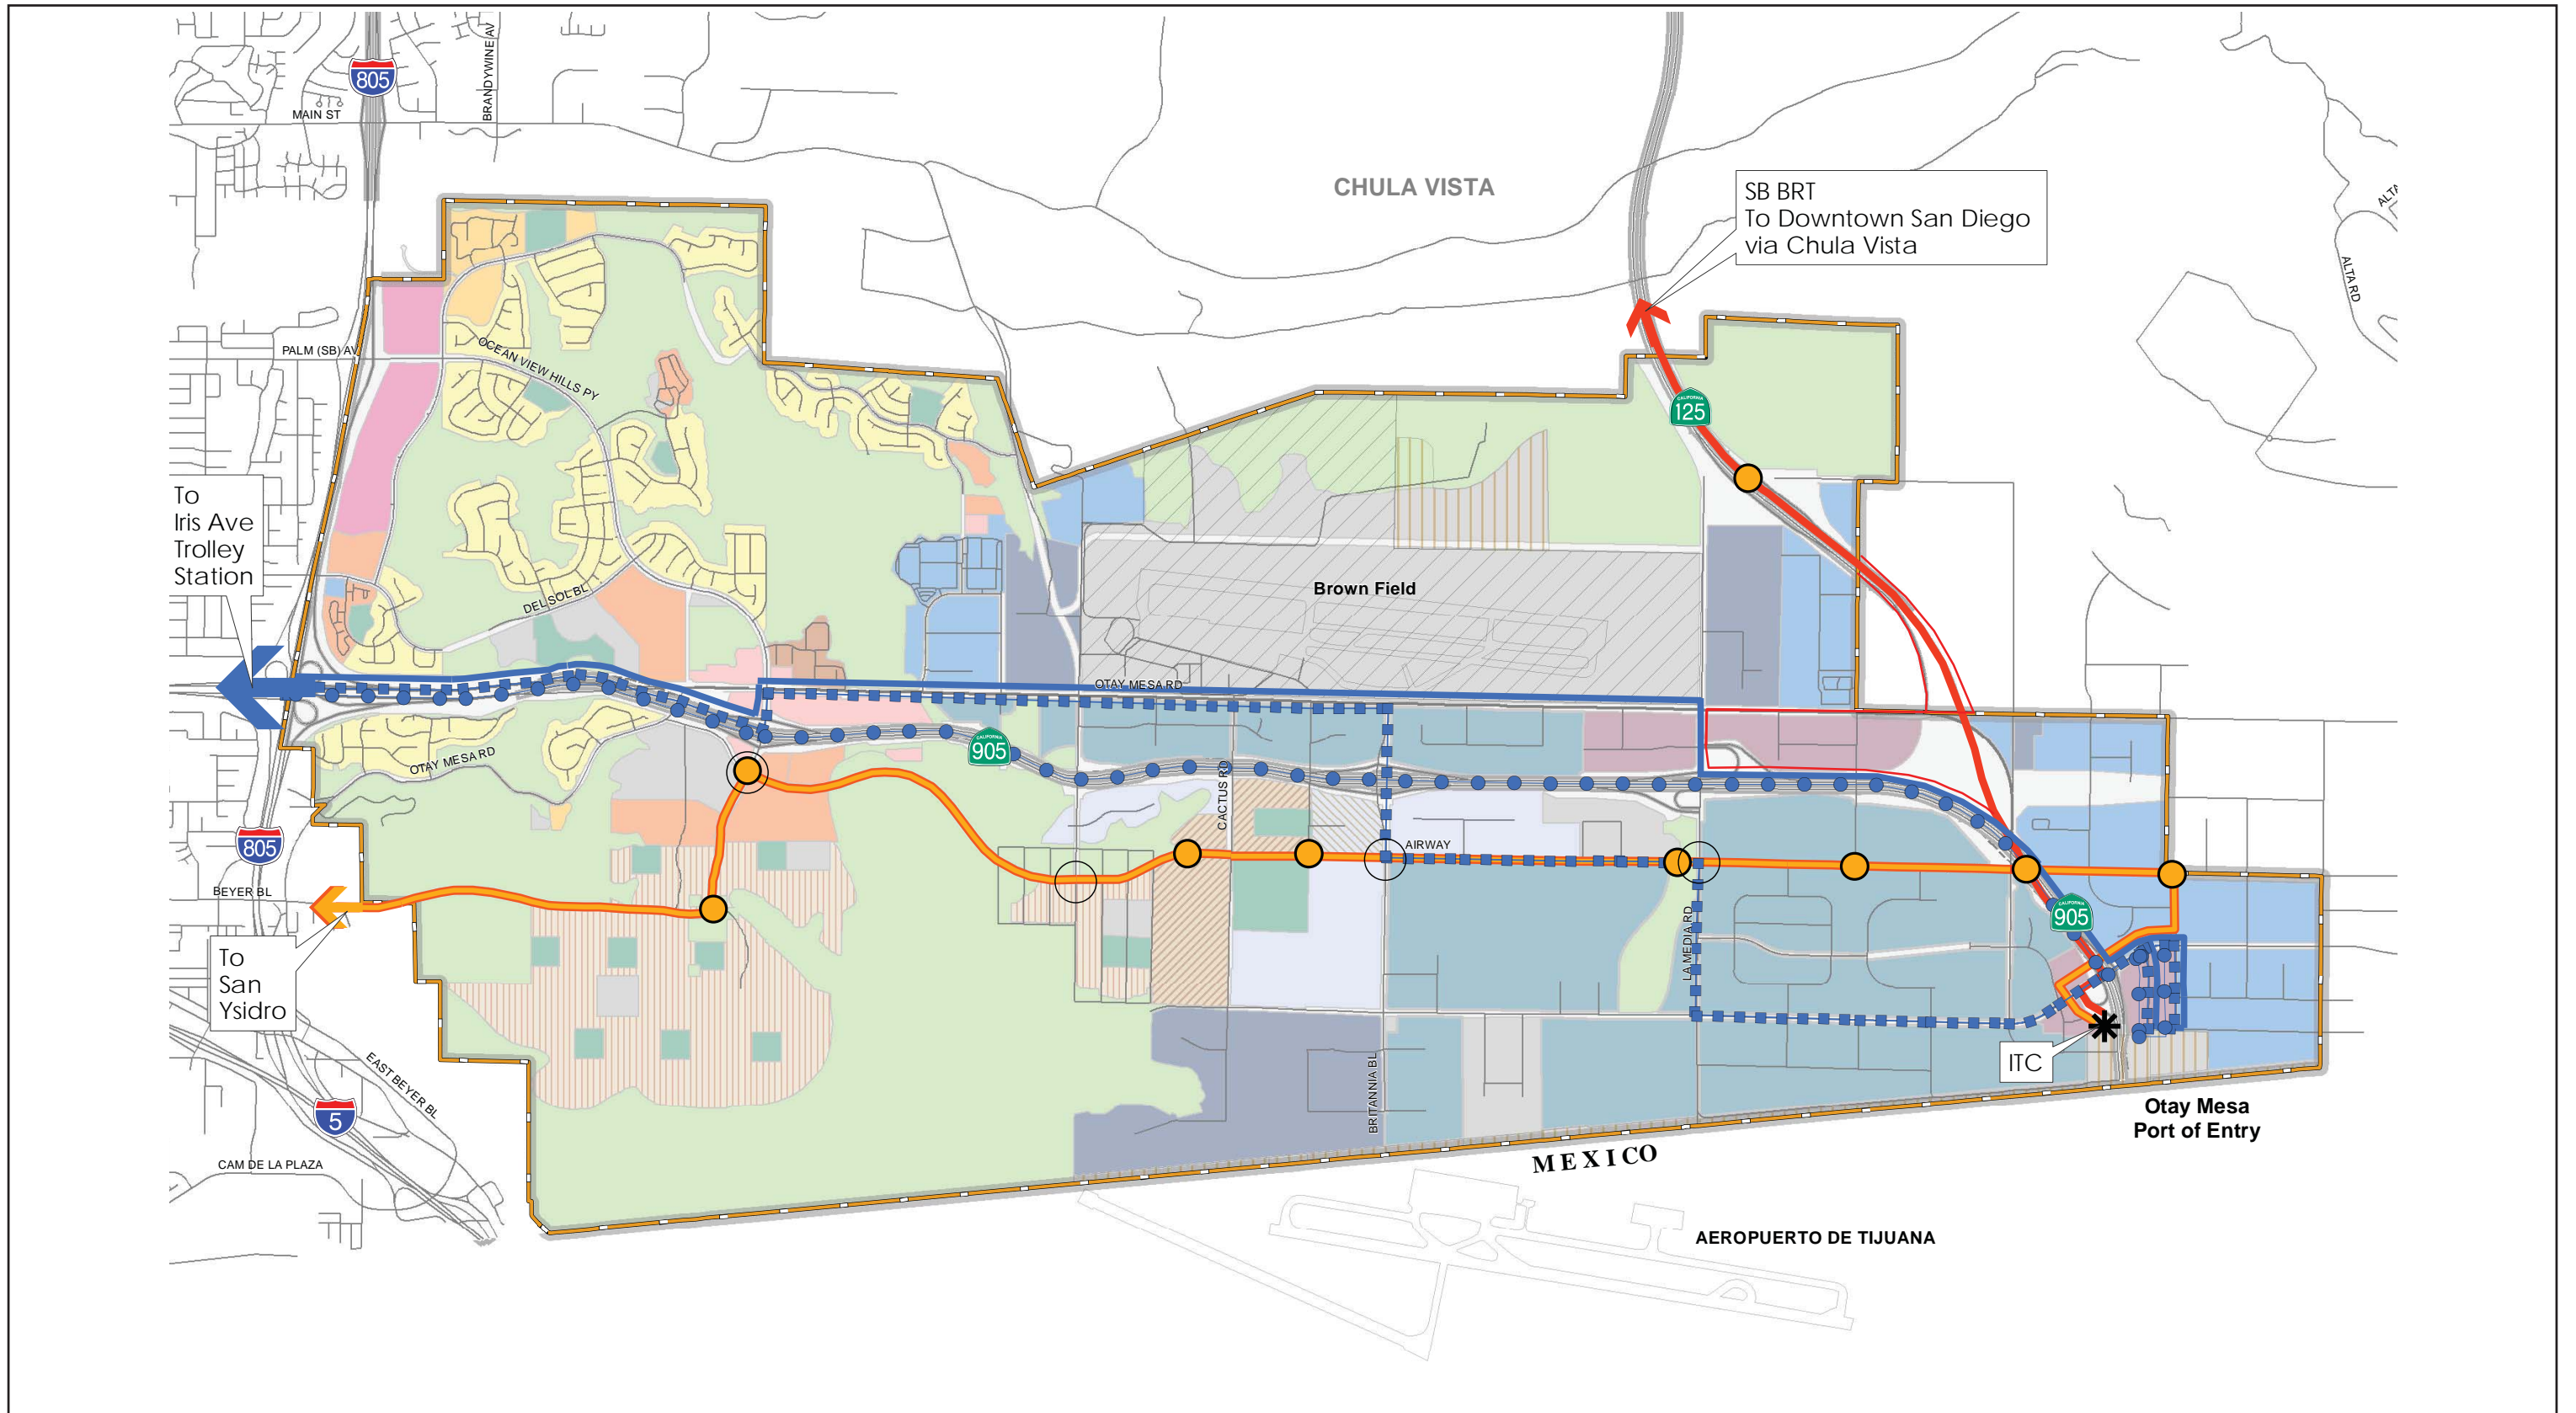 805
MAIN ST
BRANDYWINE AV
CHULA VISTA
SB BRT
To Downtown San Diego
via Chula Vista
ALTA RD
PALM (SB) AV
OCEAN VIEW HILLS PY
CALIFORNIA
125
To
Iris Ave
Trolley
Station
DEL SOL BL
Brown Field
OTAY MESA RD
OTAY MESA RD
CALIFORNIA
905
CACTUS RD
AIRWAY
805
BEYER BL
To
San
Ysidro
LA MEDIA RD
CALIFORNIA
905
EAST BEYER BL
5
CAM DE LA PLAZA
BRITANNIA BL
ITC
Otay Mesa
Port of Entry
MEXICO
AEROPUERTO DE TIJUANA